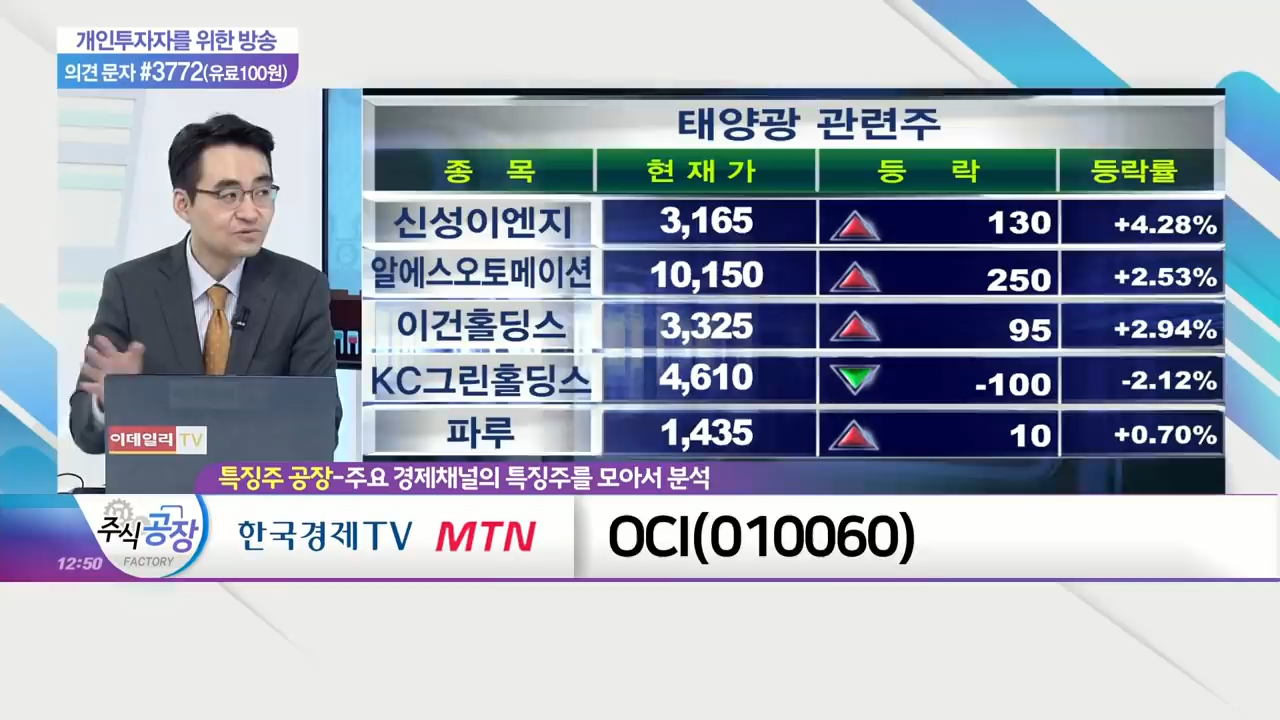 개인투자자를 위한 방송
의견 문자 #3772(유료100원)
태양광 관련주
종 목 현 재 가 등 락 등락률
신성이엔지 3,165 130 +4.28%
알에스오토메이션 10,150 250 +2.53%
이건홀딩스 3,325 95 +2.94%
KC그린홀딩스 4,610 -100 -2.12%
파루 1,435 10 +0.70%
이데일리 TV
특징주 공장-주요 경제채널의 특징주를 모아서 분석
주식공장
FACTORY
12:50
한국경제TV MTN
OCI(010060)